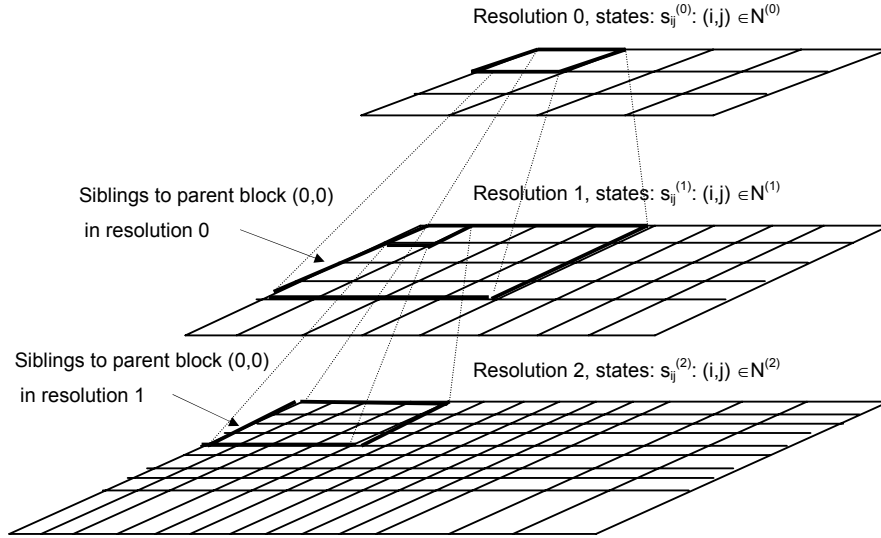 Resolution 0, states: s_ij^(0): (i,j) ∈N^(0)
Siblings to parent block (0,0)
in resolution 0
Resolution 1, states: s_ij^(1): (i,j) ∈N^(1)
Siblings to parent block (0,0)
in resolution 1
Resolution 2, states: s_ij^(2): (i,j) ∈N^(2)